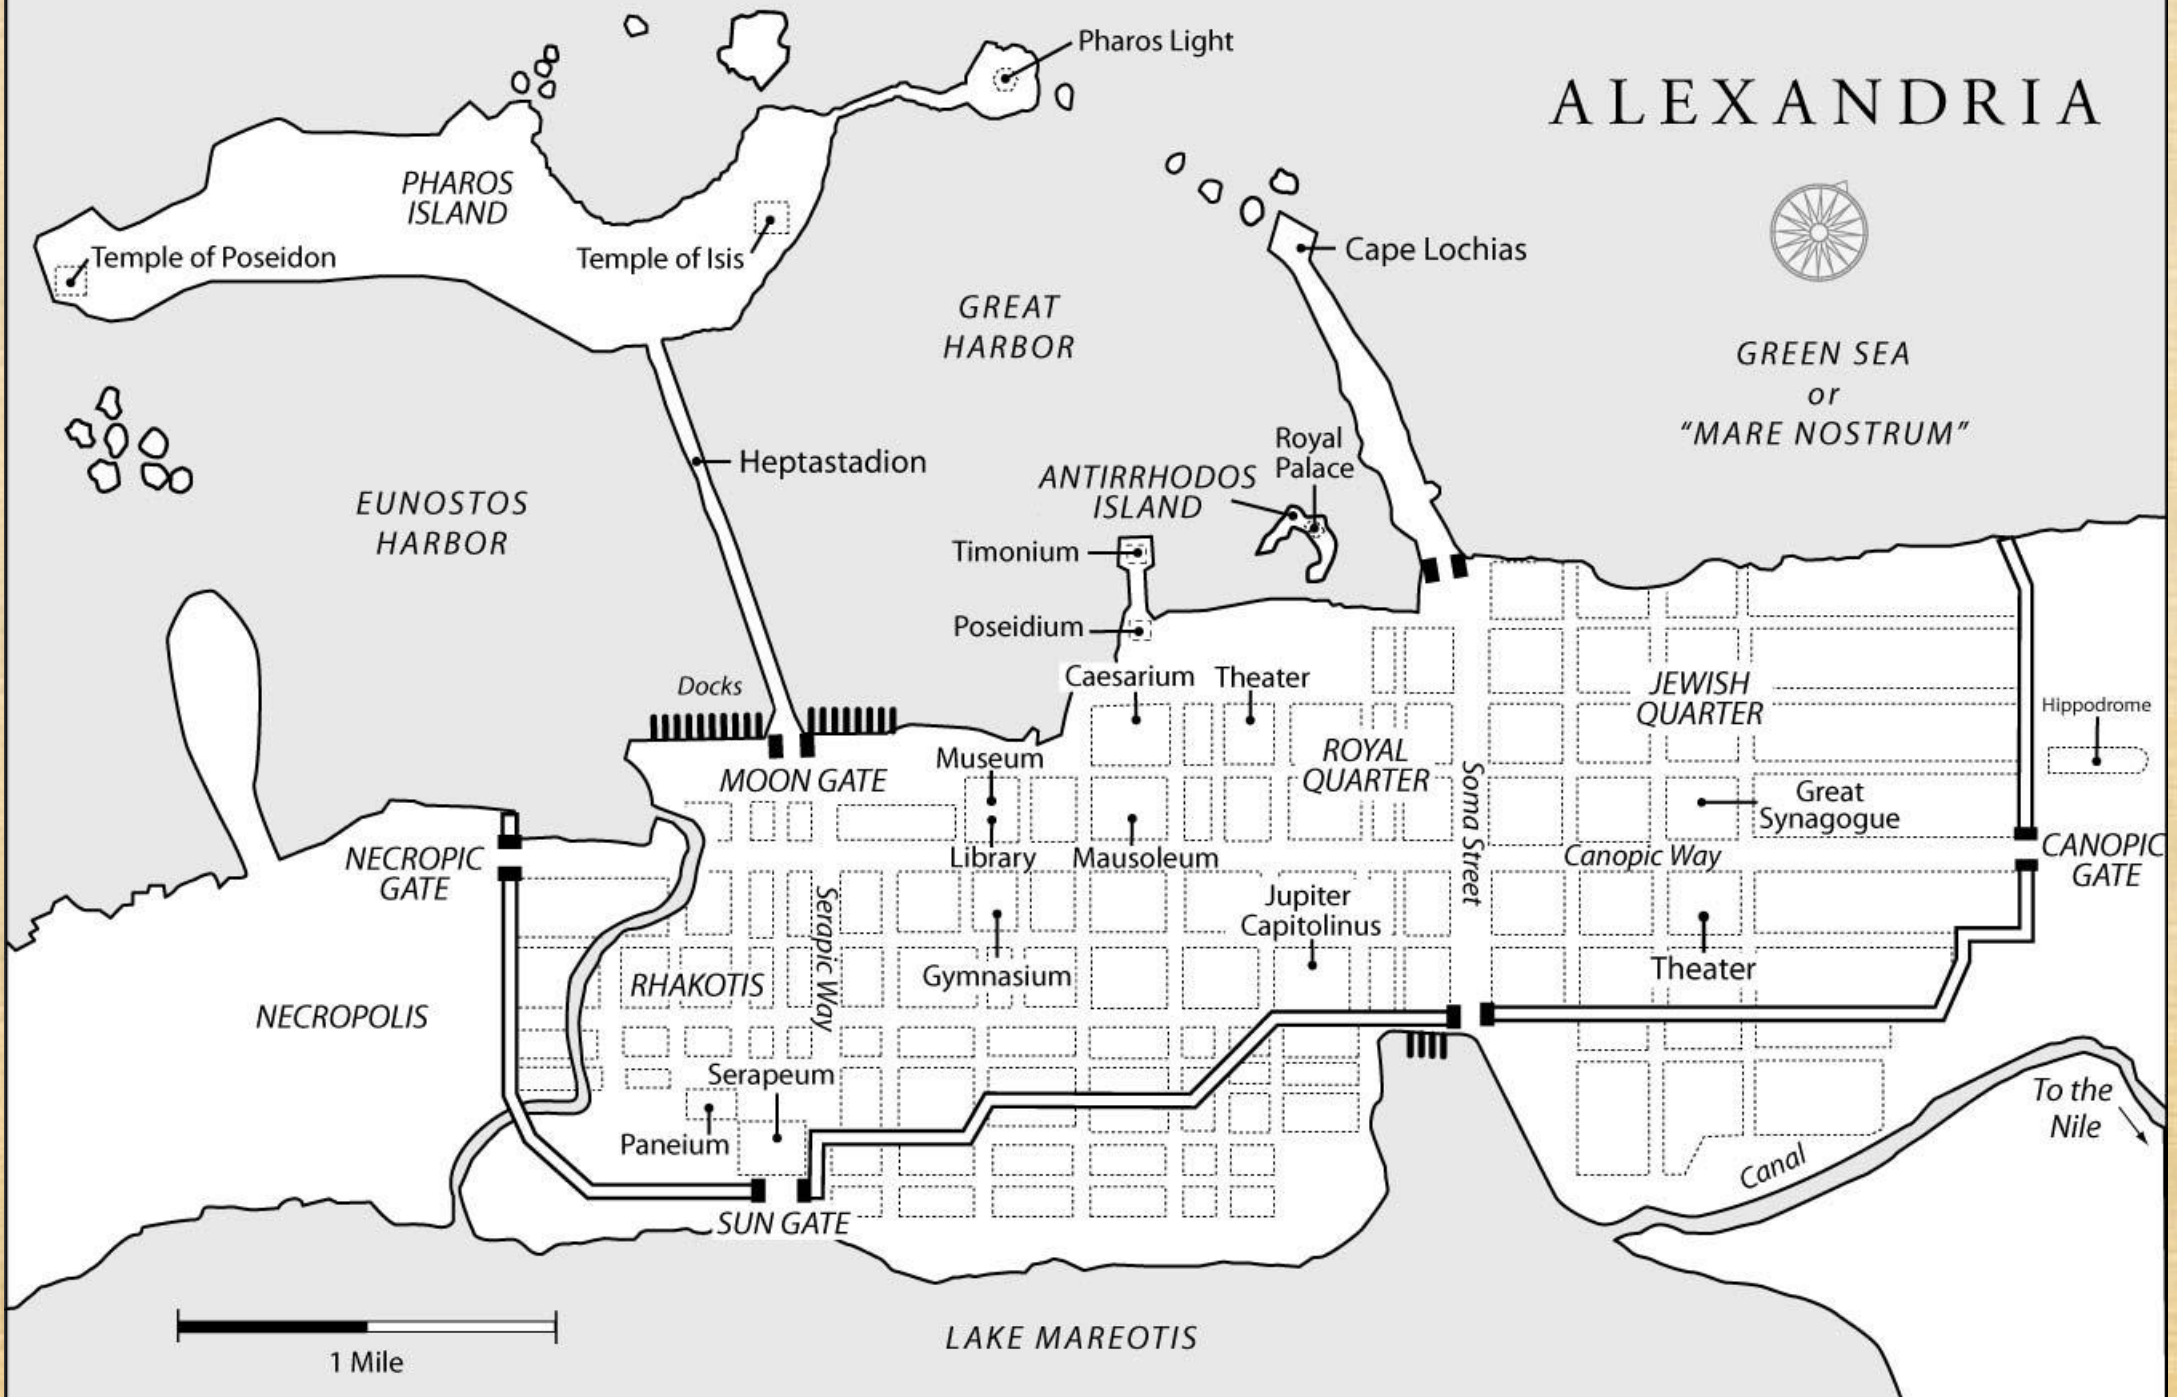 Pharos Light
ALEXANDRIA
PHAROS
ISLAND
Temple of Poseidon
Temple of Isis
Cape Lochias
GREAT
HARBOR
GREEN SEA
or
“MARE NOSTRUM”
Heptastadion
Royal
Palace
ANTIRRHODOS
ISLAND
EUNOSTOS
HARBOR
Timonium
Poseidium
Docks
Caesarium
Theater
JEWISH
QUARTER
Hippodrome
MOON GATE
Museum
ROYAL
QUARTER
Soma Street
Great
Synagogue
NECROPIC
GATE
Library
Mausoleum
Canopic Way
CANOPIC
GATE
Serapic Way
Jupiter
Capitolinus
RHAKOTIS
Gymnasium
Theater
NECROPOLIS
Serapeum
Paneium
To the
Nile
Canal
SUN GATE
LAKE MAREOTIS
1 Mile